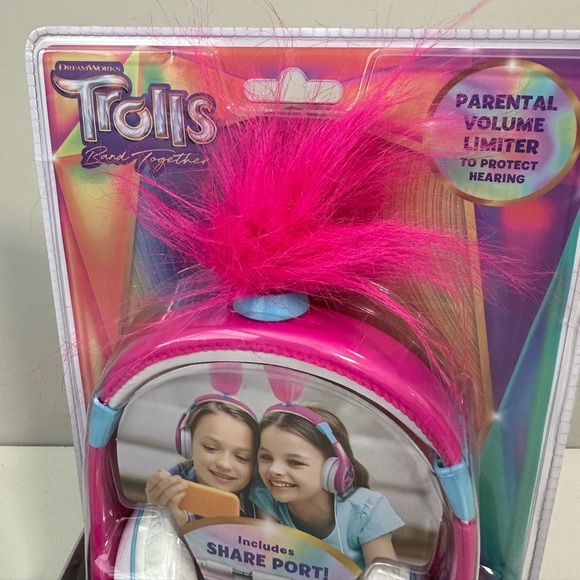 DREAMWORKS
Trolls
Band Together
PARENTAL
VOLUME
LIMITER
TO PROTECT
HEARING
Includes
SHARE PORT!